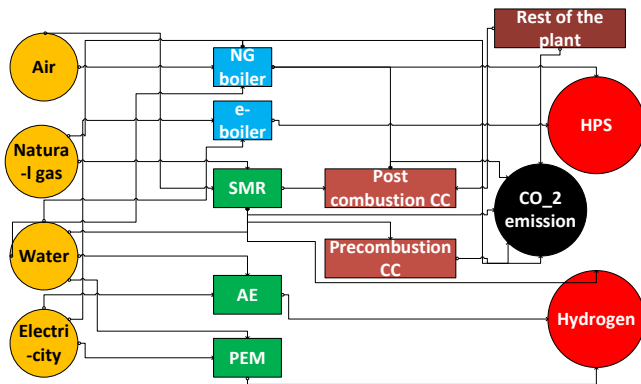 Rest of the
plant
Air
NG
boiler
e-
boiler
HPS
Natura
-l gas
SMR
Post
combustion CC
CO_2
emission
Water
Precombustion
CC
AE
Hydrogen
Electri
-city
PEM